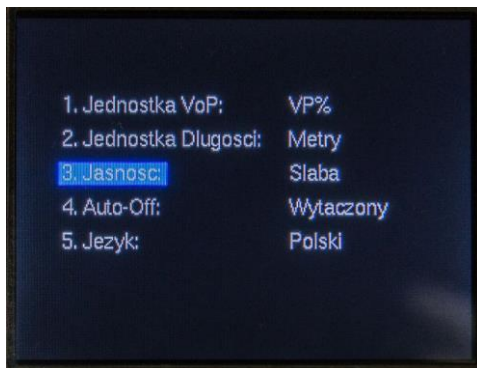 1. Jednostka VoP: VP%
2. Jednostka Dlugosci: Metry
3. Jasnosc: Slaba
4. Auto-Off: Wytaczony
5. Jezyk: Polski